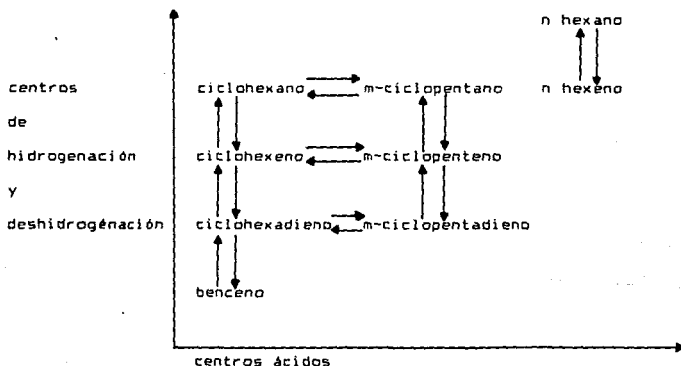 n hexano
centros ciclohexano m-ciclopentano n hexeno
de
hidrogenación ciclohexeno m-ciclopenteno
y
deshidrogénación ciclohexadieno m-ciclopentadieno
benceno
centros ácidos